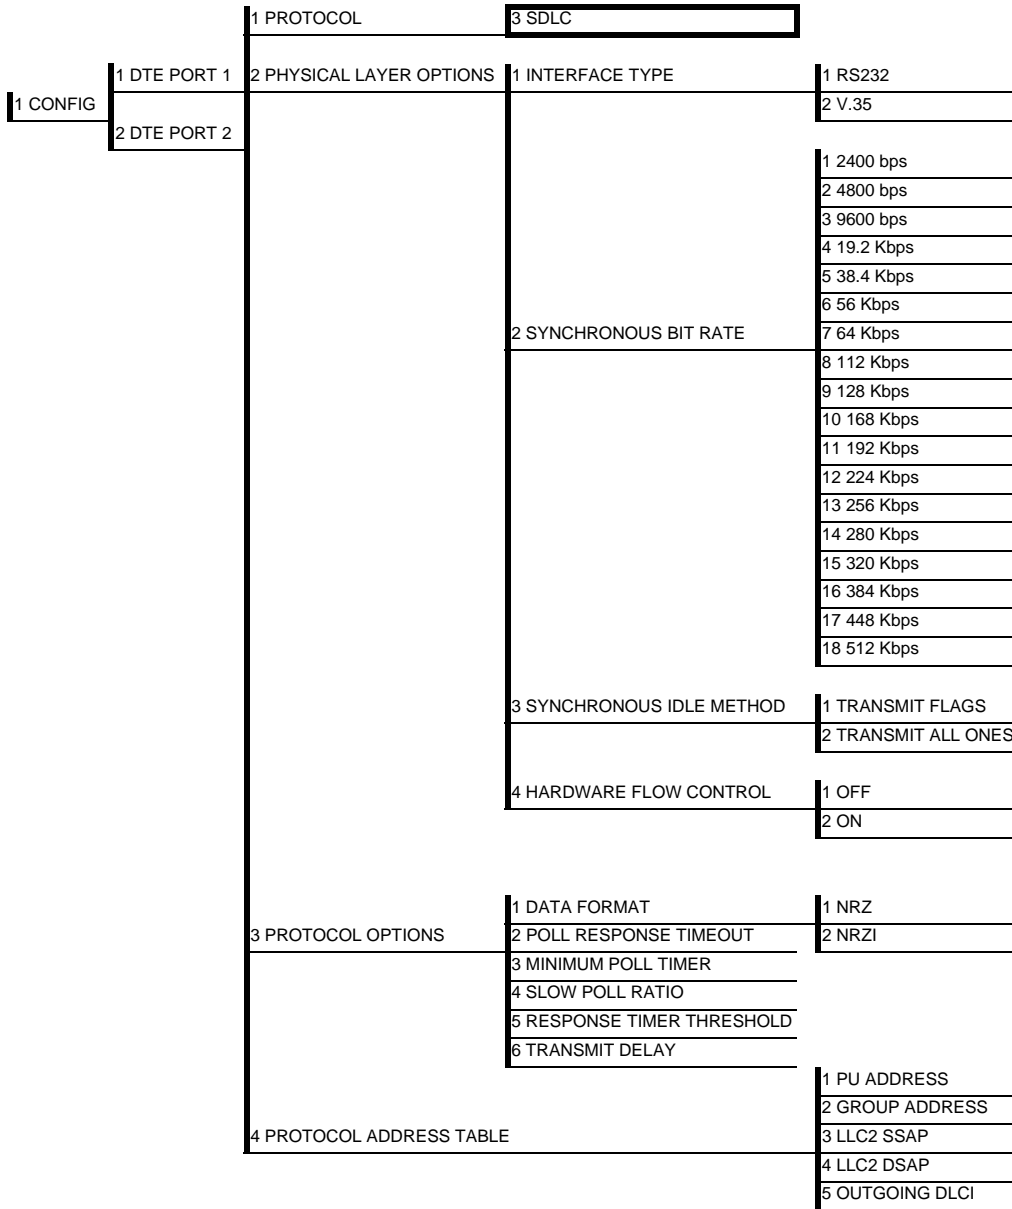 1 PROTOCOL
3 SDLC
1 DTE PORT 1
2 PHYSICAL LAYER OPTIONS
1 INTERFACE TYPE
1 RS232
1 CONFIG
2 V.35
2 DTE PORT 2
1 2400 bps
2 4800 bps
3 9600 bps
4 19.2 Kbps
5 38.4 Kbps
6 56 Kbps
2 SYNCHRONOUS BIT RATE
7 64 Kbps
8 112 Kbps
9 128 Kbps
10 168 Kbps
11 192 Kbps
12 224 Kbps
13 256 Kbps
14 280 Kbps
15 320 Kbps
16 384 Kbps
17 448 Kbps
18 512 Kbps
3 SYNCHRONOUS IDLE METHOD
1 TRANSMIT FLAGS
2 TRANSMIT ALL ONES
4 HARDWARE FLOW CONTROL
1 OFF
2 ON
1 DATA FORMAT
1 NRZ
3 PROTOCOL OPTIONS
2 POLL RESPONSE TIMEOUT
2 NRZI
3 MINIMUM POLL TIMER
4 SLOW POLL RATIO
5 RESPONSE TIMER THRESHOLD
6 TRANSMIT DELAY
1 PU ADDRESS
2 GROUP ADDRESS
4 PROTOCOL ADDRESS TABLE
3 LLC2 SSAP
4 LLC2 DSAP
5 OUTGOING DLCI